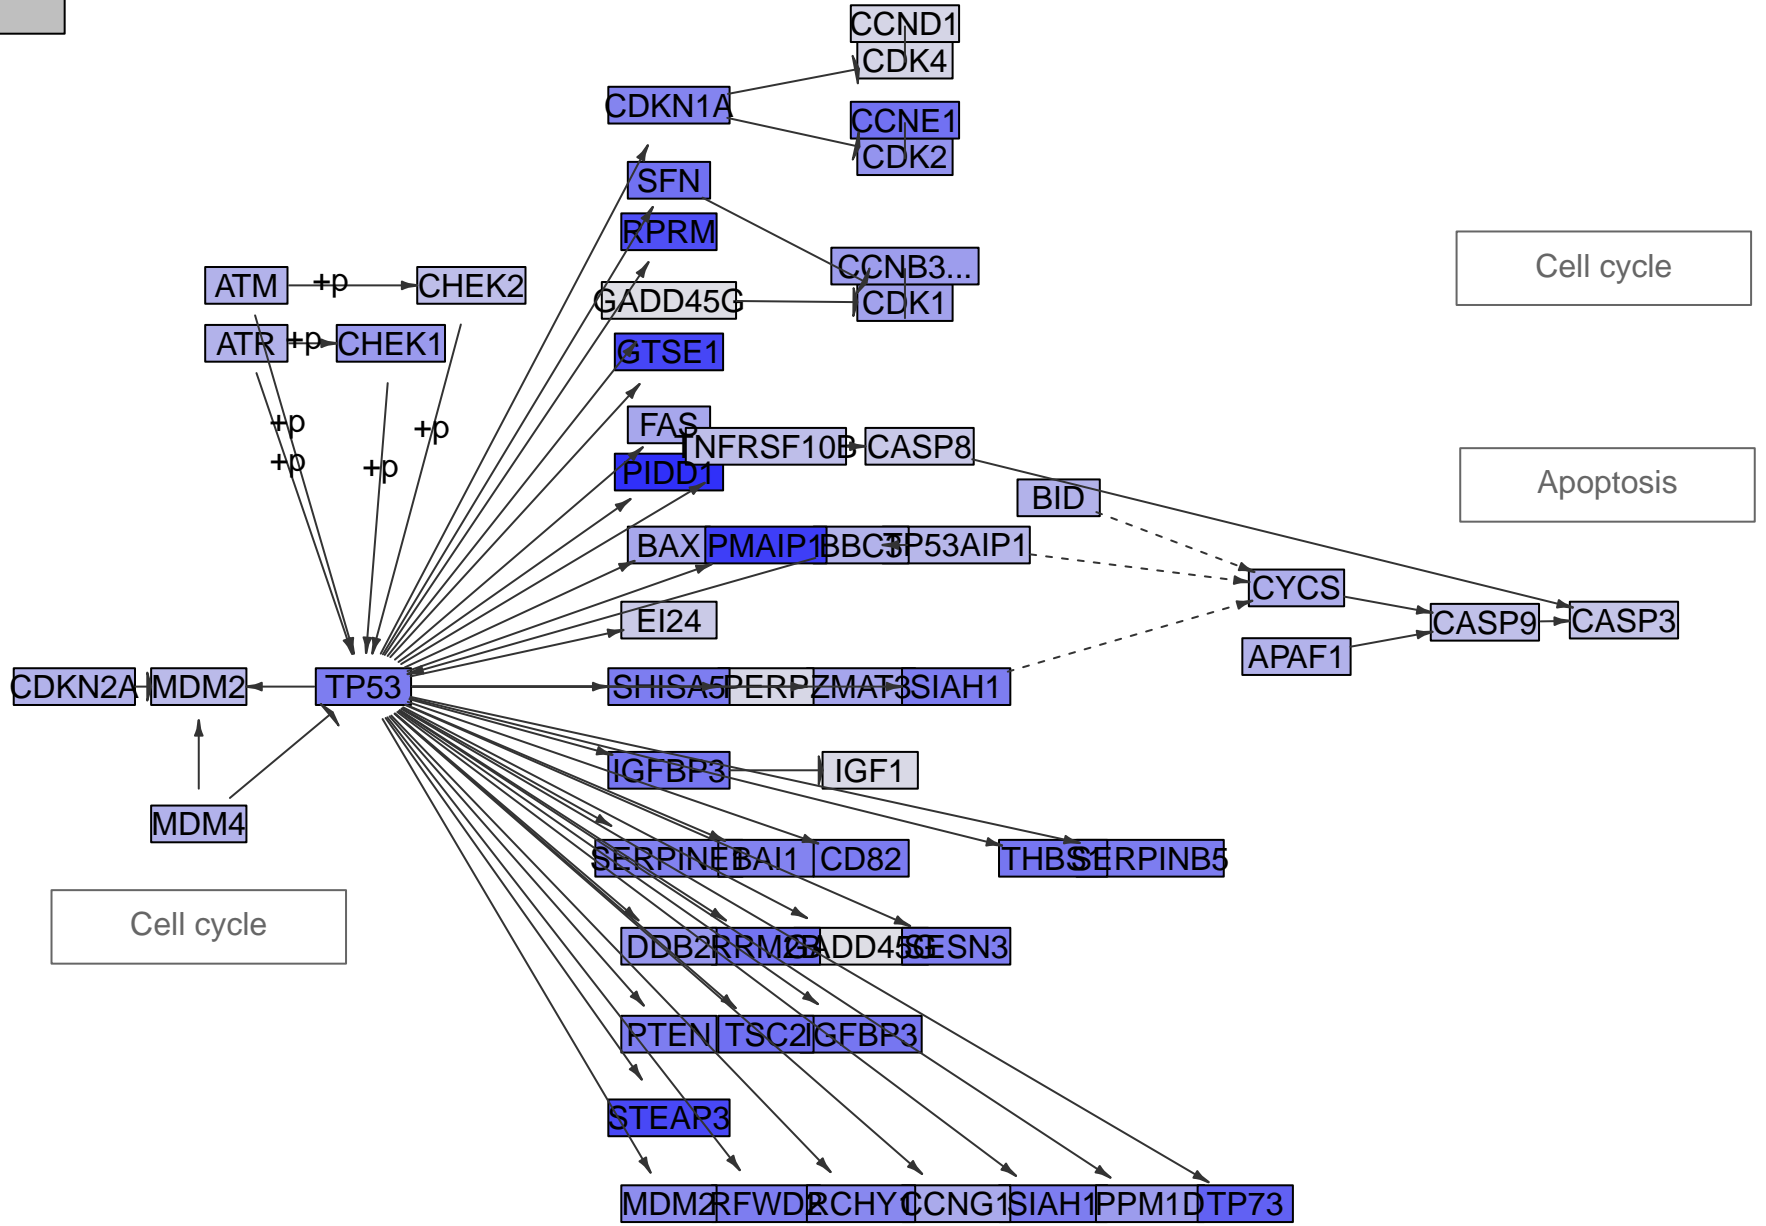 CCND1
CDK4
CDKN1A
CCNE1
CDK2
SFN
RPRM
CCNB3...
Cell cycle
ATM
+p
CHEK2
GADD45G
CDK1
ATR
+p
CHEK1
GTSE1
+p
+p
FAS
TNFRSF10B
CASP8
+p
+p
PIDD1
Apoptosis
BID
BAX
PMAIP1
BBC3
TP53AIP1
CYCS
EI24
CASP9
CASP3
APAF1
CDKN2A
MDM2
TP53
SHISA5
PERP
ZMAT3
SIAH1
IGFBP3
IGF1
MDM4
SERPINE1
BAI1
CD82
THBS1
SERPINB5
Cell cycle
DDB2
RRM2B
GADD45G
SESN3
PTEN
TSC2
IGFBP3
STEAP3
MDM2
RFWD2
RCHY1
CCNG1
SIAH1
PPM1D
TP73